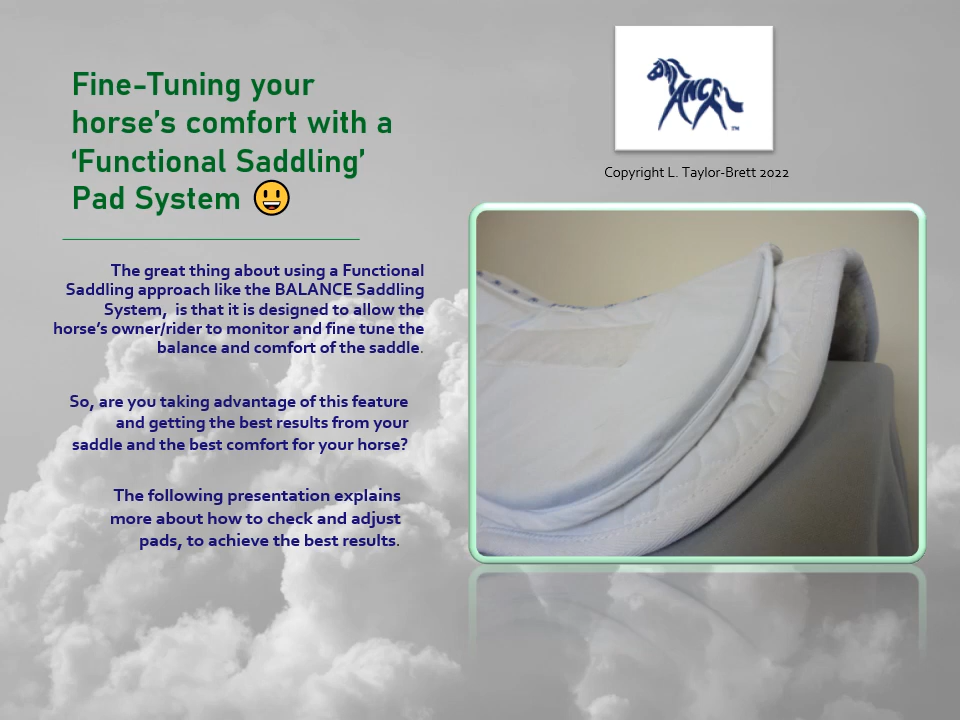 Fine-Tuning your
horse’s comfort with a
‘Functional Saddling’
Pad System 😃
The great thing about using a Functional
Saddling approach like the BALANCE Saddling
System,  is that it is designed to allow the
horse’s owner/rider to monitor and fine tune the
balance and comfort of the saddle.
So, are you taking advantage of this feature
and getting the best results from your
saddle and the best comfort for your horse?
The following presentation explains
more about how to check and adjust
pads, to achieve the best results.
BALANCE ™
Copyright L. Taylor-Brett 2022